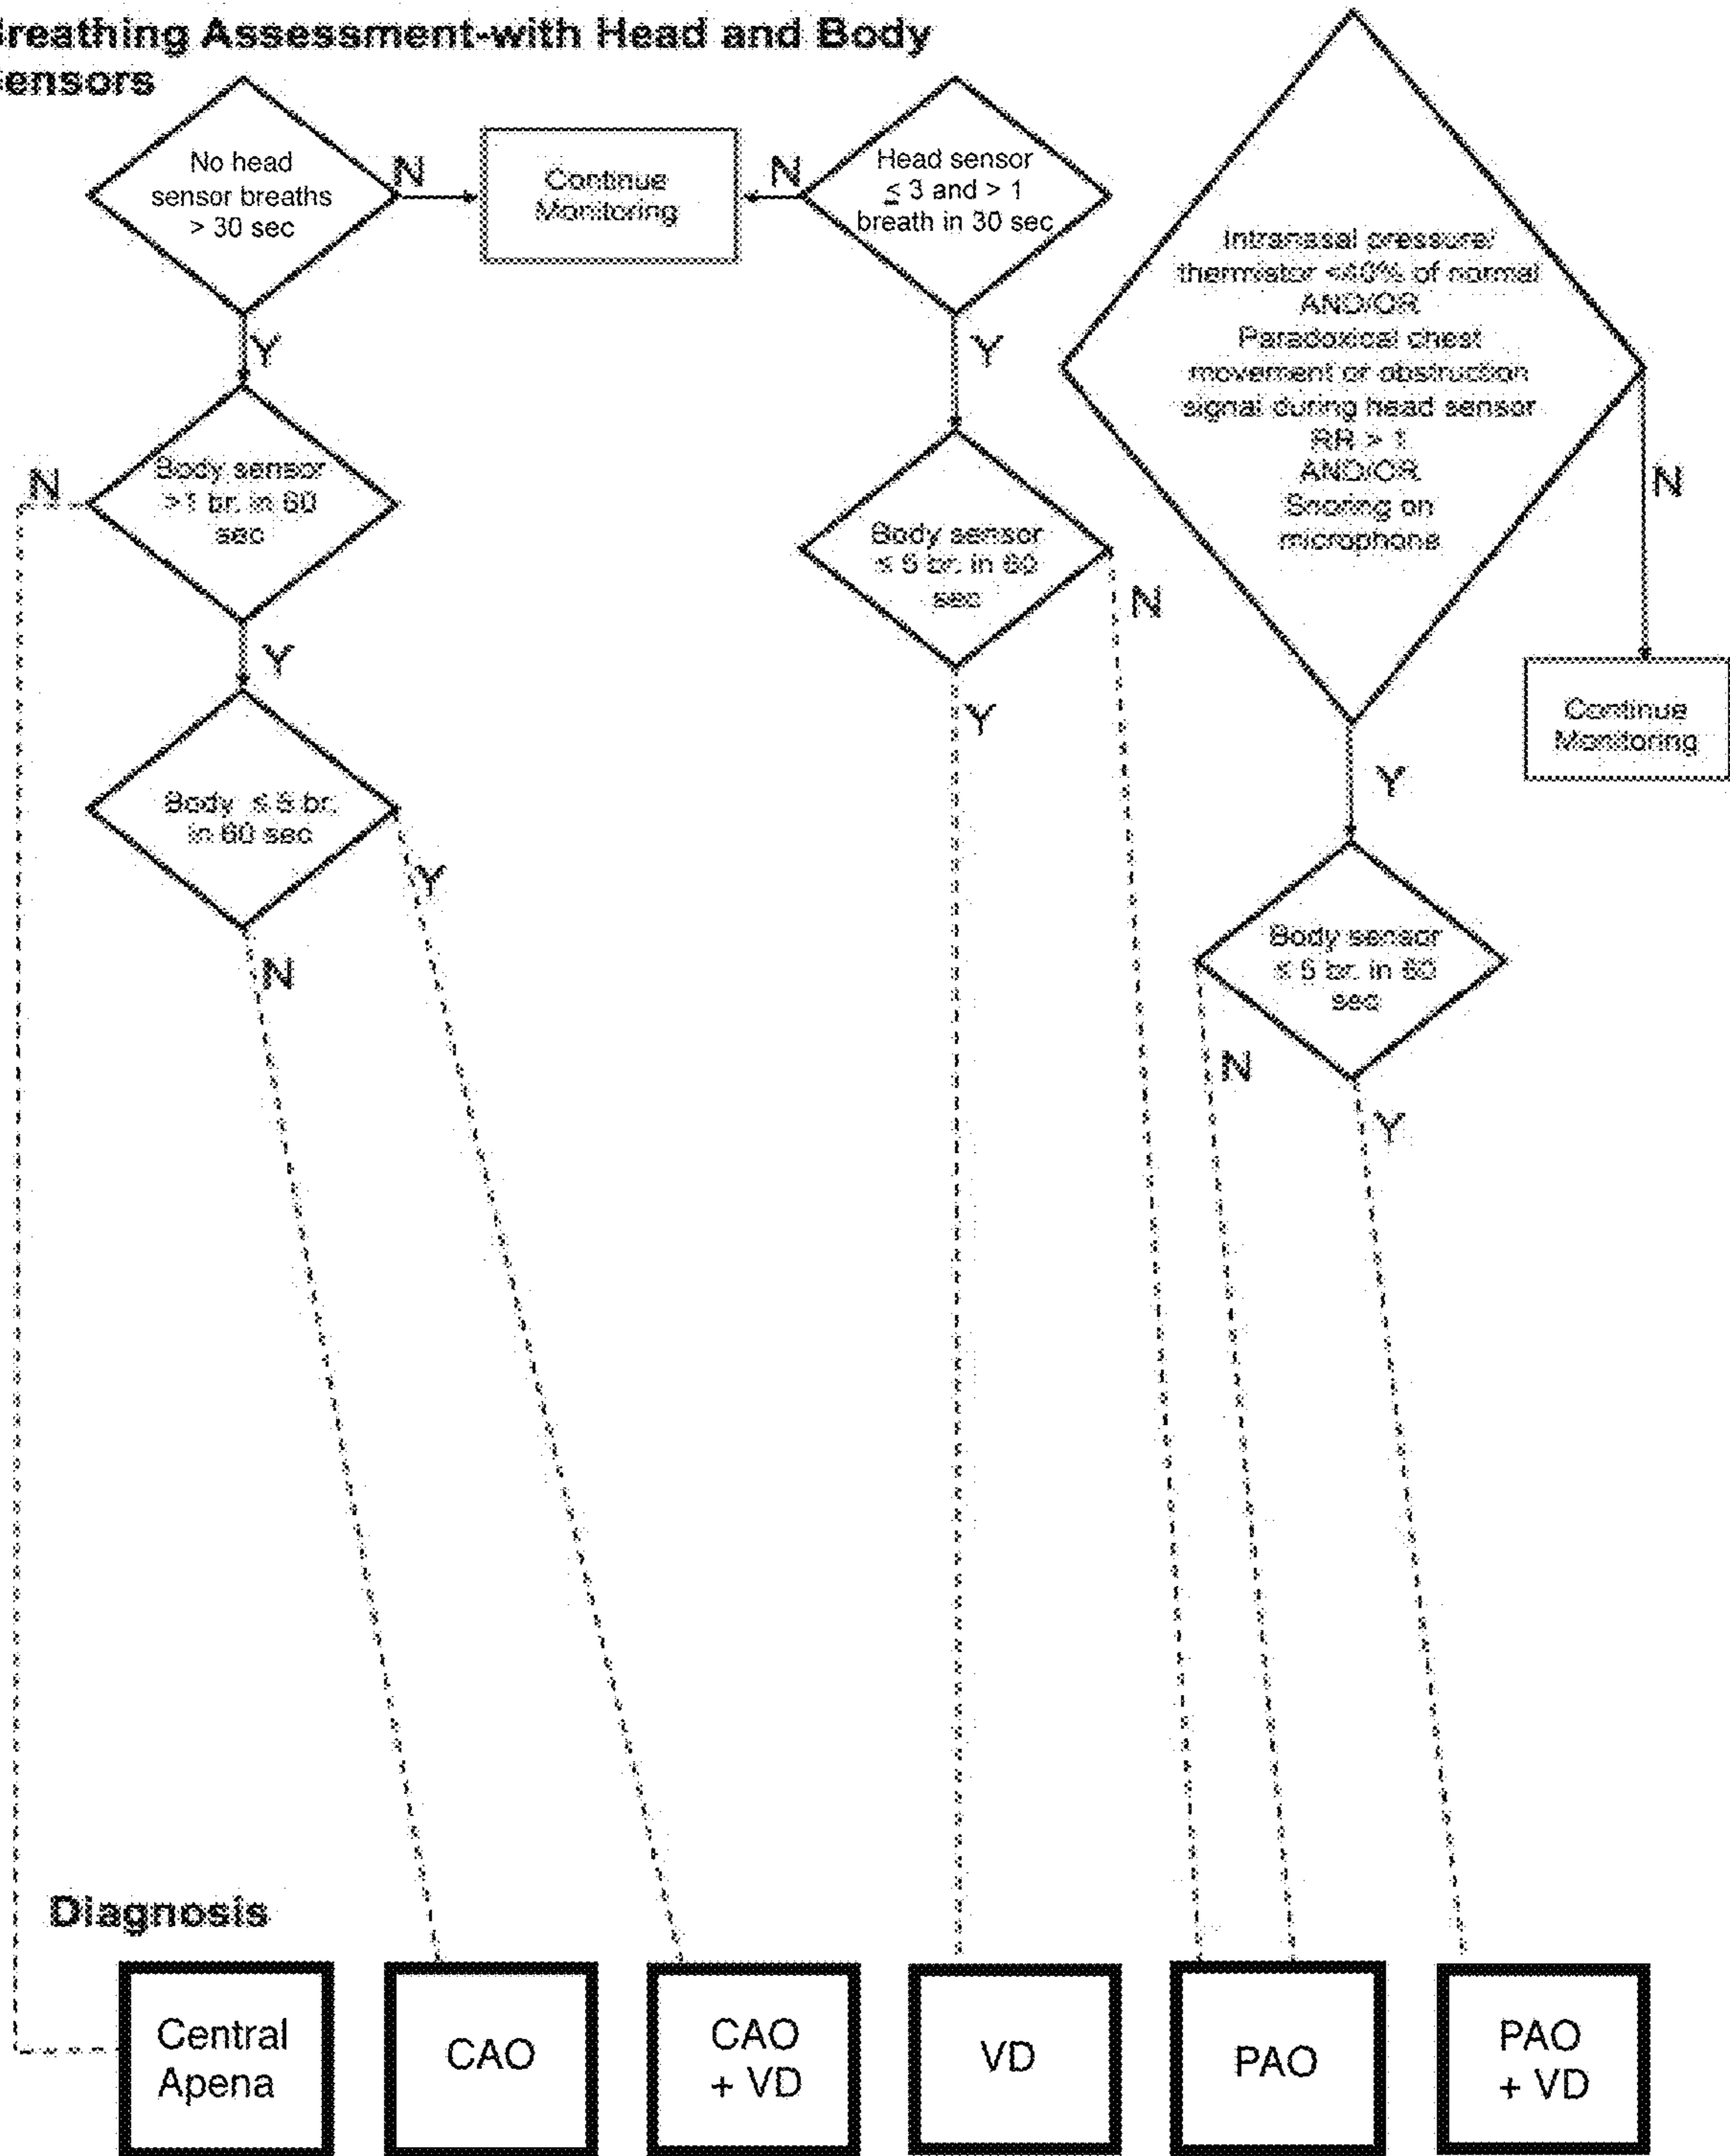 reathing Assessment-with Head and Body
ensors
No head
sensor breaths
> 30 sec
N
Continue
Monitoring
N
Head sensor
≤ 3 and > 1
breath in 30 sec
Intranasal pressure/
thermistor <40% of normal
AND/OR
Paradoxical chest
movement or obstruction
signal during head sensor
RR > 1
AND/OR
Snoring on
microphone
Y
Y
N
Body sensor
>1 br. in 60
sec
N
Body sensor
≤ 5 br. in 60
sec
N
Y
Y
Continue
Monitoring
Y
Body ≤ 5 br.
in 60 sec
Y
N
Body sensor
≤ 5 br. in 60
sec
N
Y
Diagnosis
Central
Apena
CAO
CAO
+ VD
VD
PAO
PAO
+ VD